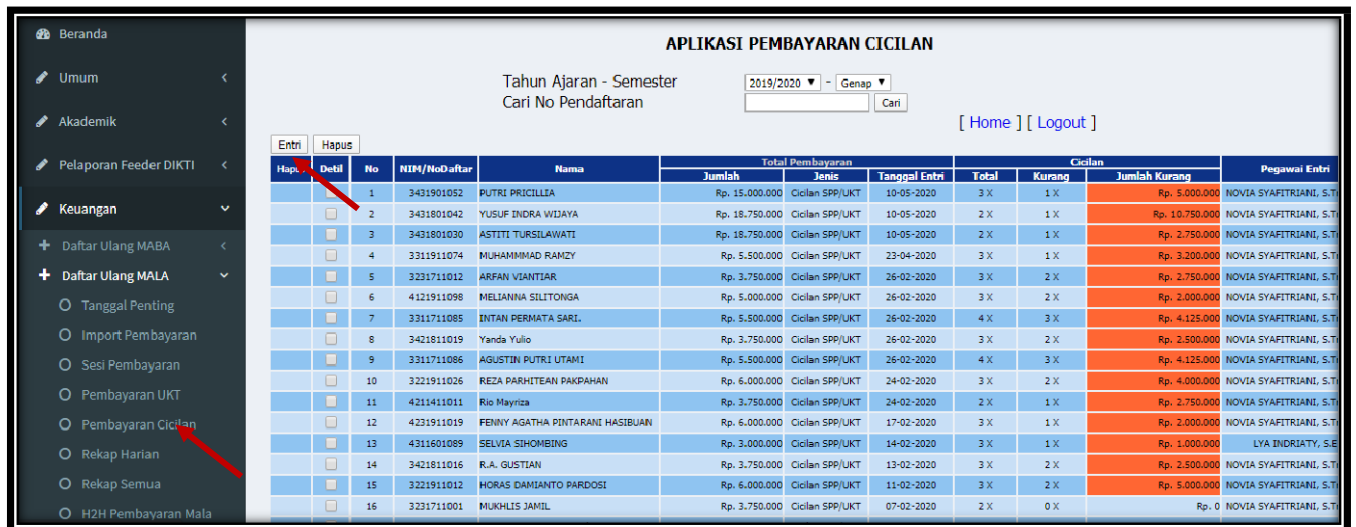 Beranda
Umum
Akademik
Pelaporan Feeder DIKTI
Keuangan
Daftar Ulang MABA
Daftar Ulang MALA
Tanggal Penting
Import Pembayaran
Sesi Pembayaran
Pembayaran UKT
Pembayaran Cicilan
Rekap Harian
Rekap Semua
H2H Pembayaran Mala
APLIKASI PEMBAYARAN CICILAN
Tahun Ajaran - Semester 2019/2020 - Genap
Cari No Pendaftaran Cari
[ Home ] [ Logout ]
Entri Hapus
Hapus Detil No NIM/NoDaftar Nama Total Pembayaran Cicilan Pegawai Entri
Jumlah Jenis Tanggal Entri Total Kurang Jumlah Kurang
1 3431901052 PUTRI PRICILLIA Rp. 15.000.000 Cicilan SPP/UKT 10-05-2020 3 X 1 X Rp. 5.000.000 NOVIA SYAFITRIANI, S.Tr
2 3431801042 YUSUF INDRA WIJAYA Rp. 18.750.000 Cicilan SPP/UKT 10-05-2020 2 X 1 X Rp. 10.750.000 NOVIA SYAFITRIANI, S.Tr
3 3431801030 ASTITI TURSILAWATI Rp. 18.750.000 Cicilan SPP/UKT 10-05-2020 2 X 1 X Rp. 2.750.000 NOVIA SYAFITRIANI, S.Tr
4 3311911074 MUHAMMMAD RAMZY Rp. 5.500.000 Cicilan SPP/UKT 23-04-2020 3 X 1 X Rp. 3.200.000 NOVIA SYAFITRIANI, S.Tr
5 3231711012 ARFAN VIANTIAR Rp. 3.750.000 Cicilan SPP/UKT 26-02-2020 3 X 2 X Rp. 2.750.000 NOVIA SYAFITRIANI, S.Tr
6 4121911098 MELIANNA SILITONGA Rp. 5.000.000 Cicilan SPP/UKT 26-02-2020 3 X 2 X Rp. 2.000.000 NOVIA SYAFITRIANI, S.Tr
7 3311711085 INTAN PERMATA SARI. Rp. 5.500.000 Cicilan SPP/UKT 26-02-2020 4 X 3 X Rp. 4.125.000 NOVIA SYAFITRIANI, S.Tr
8 3421811019 Yanda Yulio Rp. 3.750.000 Cicilan SPP/UKT 26-02-2020 3 X 2 X Rp. 2.500.000 NOVIA SYAFITRIANI, S.Tr
9 3311711086 AGUSTIN PUTRI UTAMI Rp. 5.500.000 Cicilan SPP/UKT 26-02-2020 4 X 3 X Rp. 4.125.000 NOVIA SYAFITRIANI, S.Tr
10 3221911026 REZA PARHITEAN PAKPAHAN Rp. 6.000.000 Cicilan SPP/UKT 24-02-2020 3 X 2 X Rp. 4.000.000 NOVIA SYAFITRIANI, S.Tr
11 4211411011 Rio Mayriza Rp. 3.750.000 Cicilan SPP/UKT 24-02-2020 2 X 1 X Rp. 2.750.000 NOVIA SYAFITRIANI, S.Tr
12 4231911019 FENNY AGATHA PINTARANI HASIBUAN Rp. 6.000.000 Cicilan SPP/UKT 17-02-2020 3 X 1 X Rp. 2.000.000 NOVIA SYAFITRIANI, S.Tr
13 4311601089 SELVIA SIHOMBING Rp. 3.000.000 Cicilan SPP/UKT 14-02-2020 3 X 1 X Rp. 1.000.000 LYA INDRIATY, S.E
14 3421811016 R.A. GUSTIAN Rp. 3.750.000 Cicilan SPP/UKT 13-02-2020 3 X 2 X Rp. 2.500.000 NOVIA SYAFITRIANI, S.Tr
15 3221911012 HORAS DAMIANTO PARDOSI Rp. 6.000.000 Cicilan SPP/UKT 11-02-2020 3 X 2 X Rp. 5.000.000 NOVIA SYAFITRIANI, S.Tr
16 3231711001 MUKHLIS JAMIL Rp. 3.750.000 Cicilan SPP/UKT 07-02-2020 2 X 0 X Rp. 0 NOVIA SYAFITRIANI, S.Tr